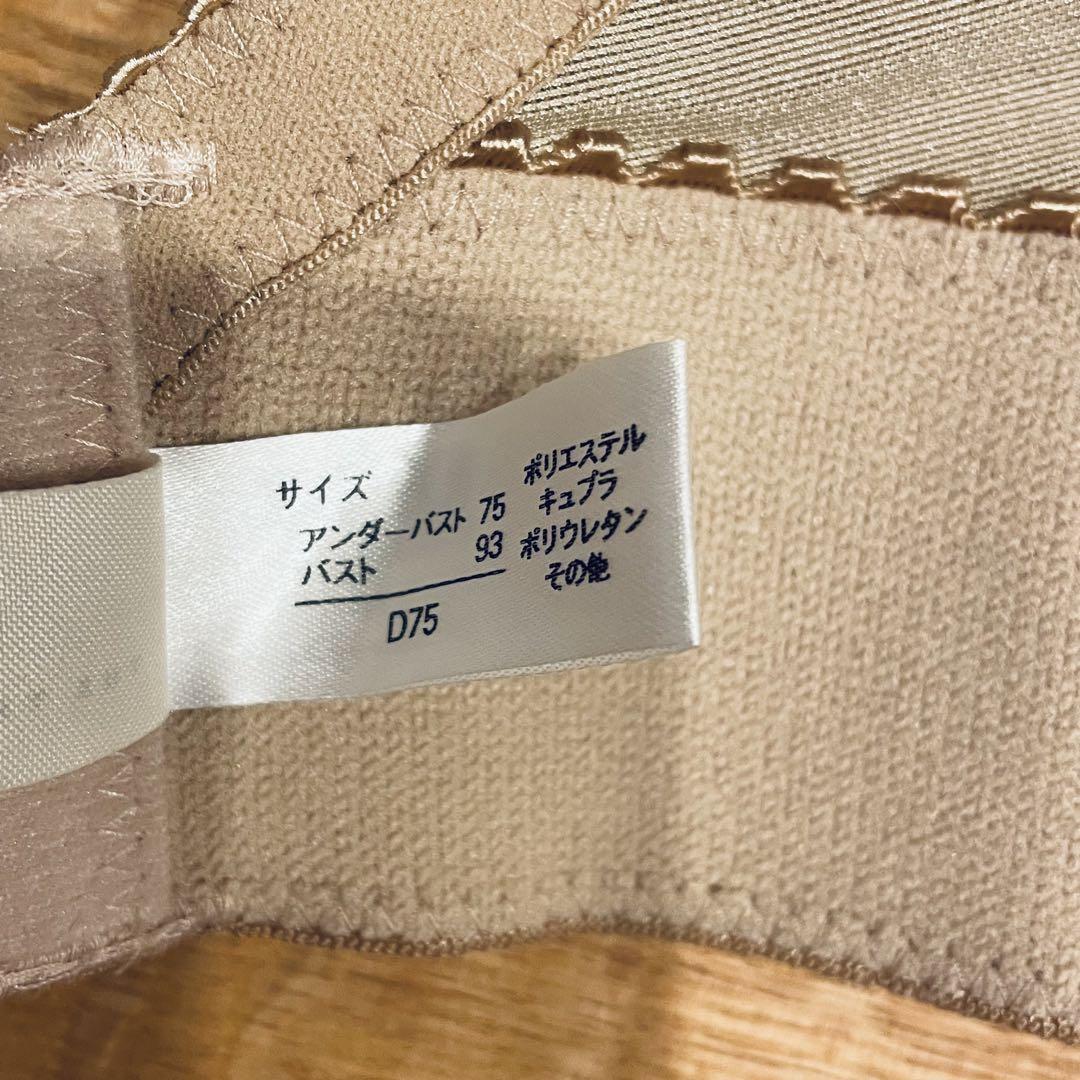 サイズ
アンダーバスト 75
バスト 93
D75
ポリエステル
キュプラ
ポリウレタン
その他